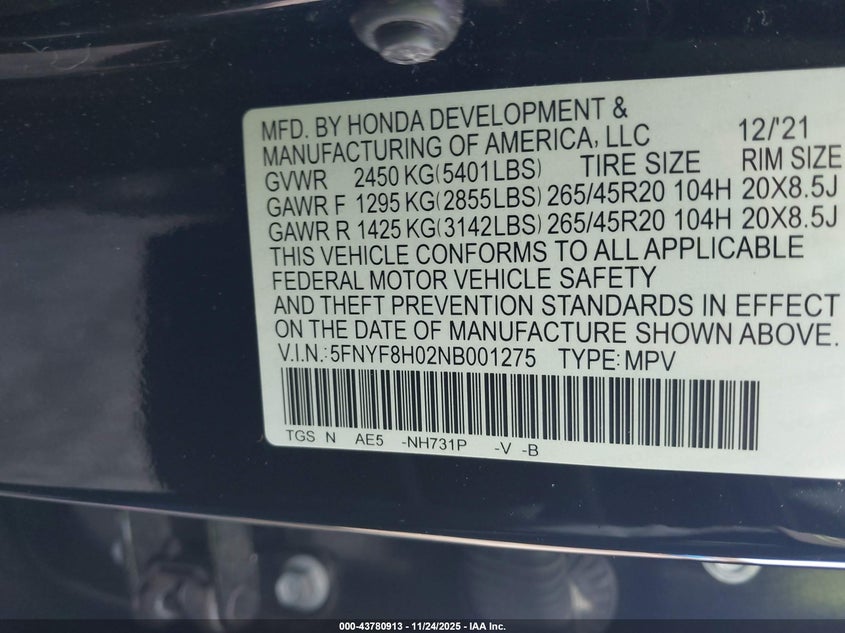 MFD. BY HONDA DEVELOPMENT &
MANUFACTURING OF AMERICA, LLC 12/'21
GVWR 2450 KG(5401LBS) TIRE SIZE RIM SIZE
GAWR F 1295 KG(2855LBS) 265/45R20 104H 20X8.5J
GAWR R 1425 KG(3142LBS) 265/45R20 104H 20X8.5J
THIS VEHICLE CONFORMS TO ALL APPLICABLE
FEDERAL MOTOR VEHICLE SAFETY
AND THEFT PREVENTION STANDARDS IN EFFECT
ON THE DATE OF MANUFACTURE SHOWN ABOVE.
V.I.N.: 5FNYF8H02NB001275 TYPE: MPV
TGS N AE5 -NH731P -V -B
000-43780913 - 11/24/2025 - IAA Inc.